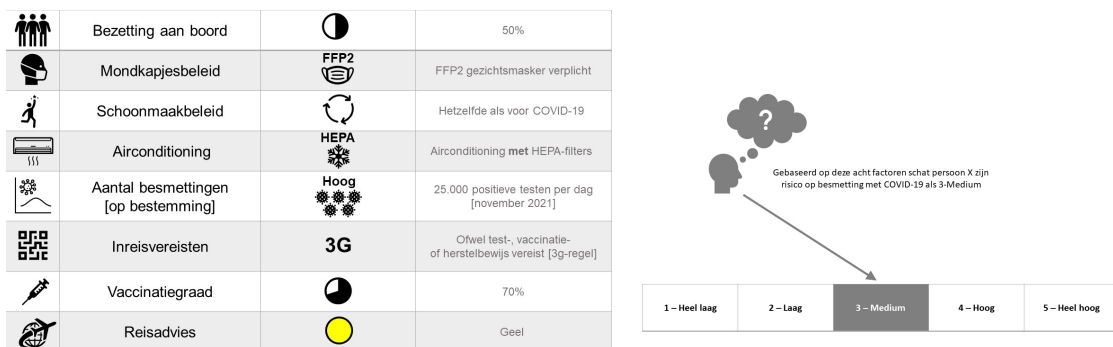 Bezetting aan boord
50%
Mondkapjesbeleid
FFP2
FFP2 gezichtsmasker verplicht
Schoonmaakbeleid
Hetzelfde als voor COVID-19
Airconditioning
HEPA
Airconditioning met HEPA-filters
Aantal besmettingen
[op bestemming]
Hoog
25.000 positieve testen per dag
[november 2021]
Inreisvereisten
3G
Ofwel test-, vaccinatie-
of herstelbewijs vereist [3g-regel]
Vaccinatiegraad
70%
Reisadvies
Geel
?
Gebaseerd op deze acht factoren schat persoon X zijn
risico op besmetting met COVID-19 als 3-Medium
1 – Heel laag
2 – Laag
3 – Medium
4 – Hoog
5 – Heel hoog